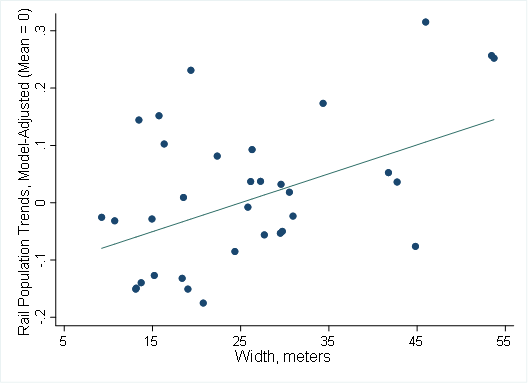 Rail Population Trends, Model-Adjusted (Mean = 0)
.3
.2
.1
0
-.1
-.2
5 15 25 35 45 55
Width, meters